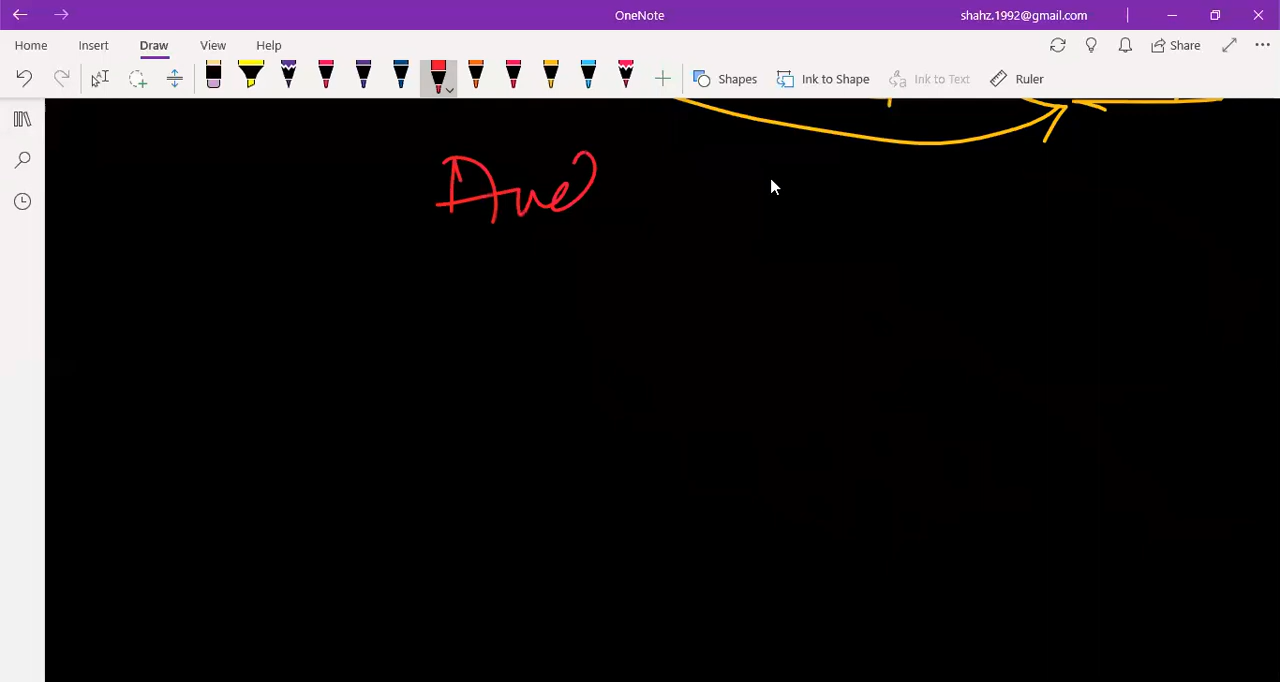 OneNote
shahz.1992@gmail.com
Home Insert Draw View Help
Share
Shapes Ink to Shape Ink to Text Ruler